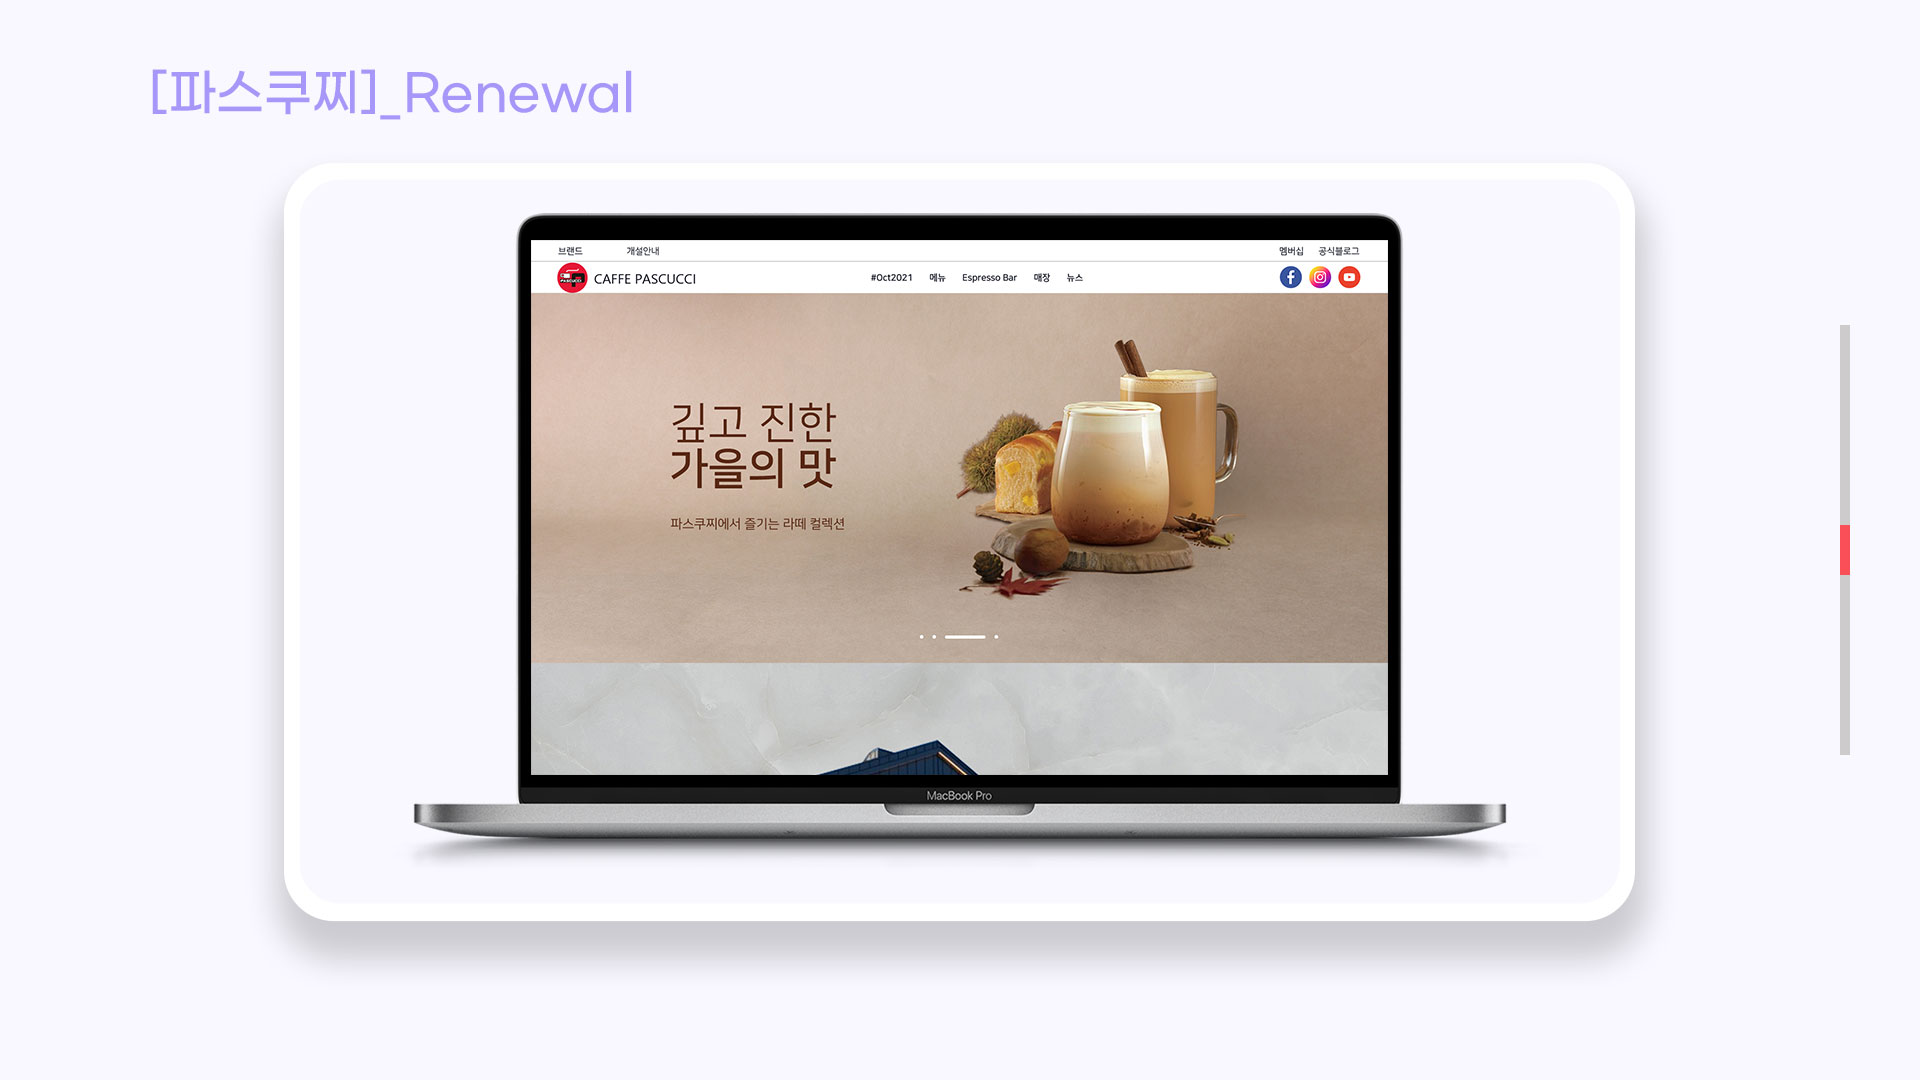 [파스쿠찌]_Renewal
브랜드 개설안내 멤버십 공식블로그
PASCUCCI CAFFE PASCUCCI #Oct2021 메뉴 Espresso Bar 매장 뉴스
깊고 진한
가을의 맛
파스쿠찌에서 즐기는 라떼 컬렉션
MacBook Pro